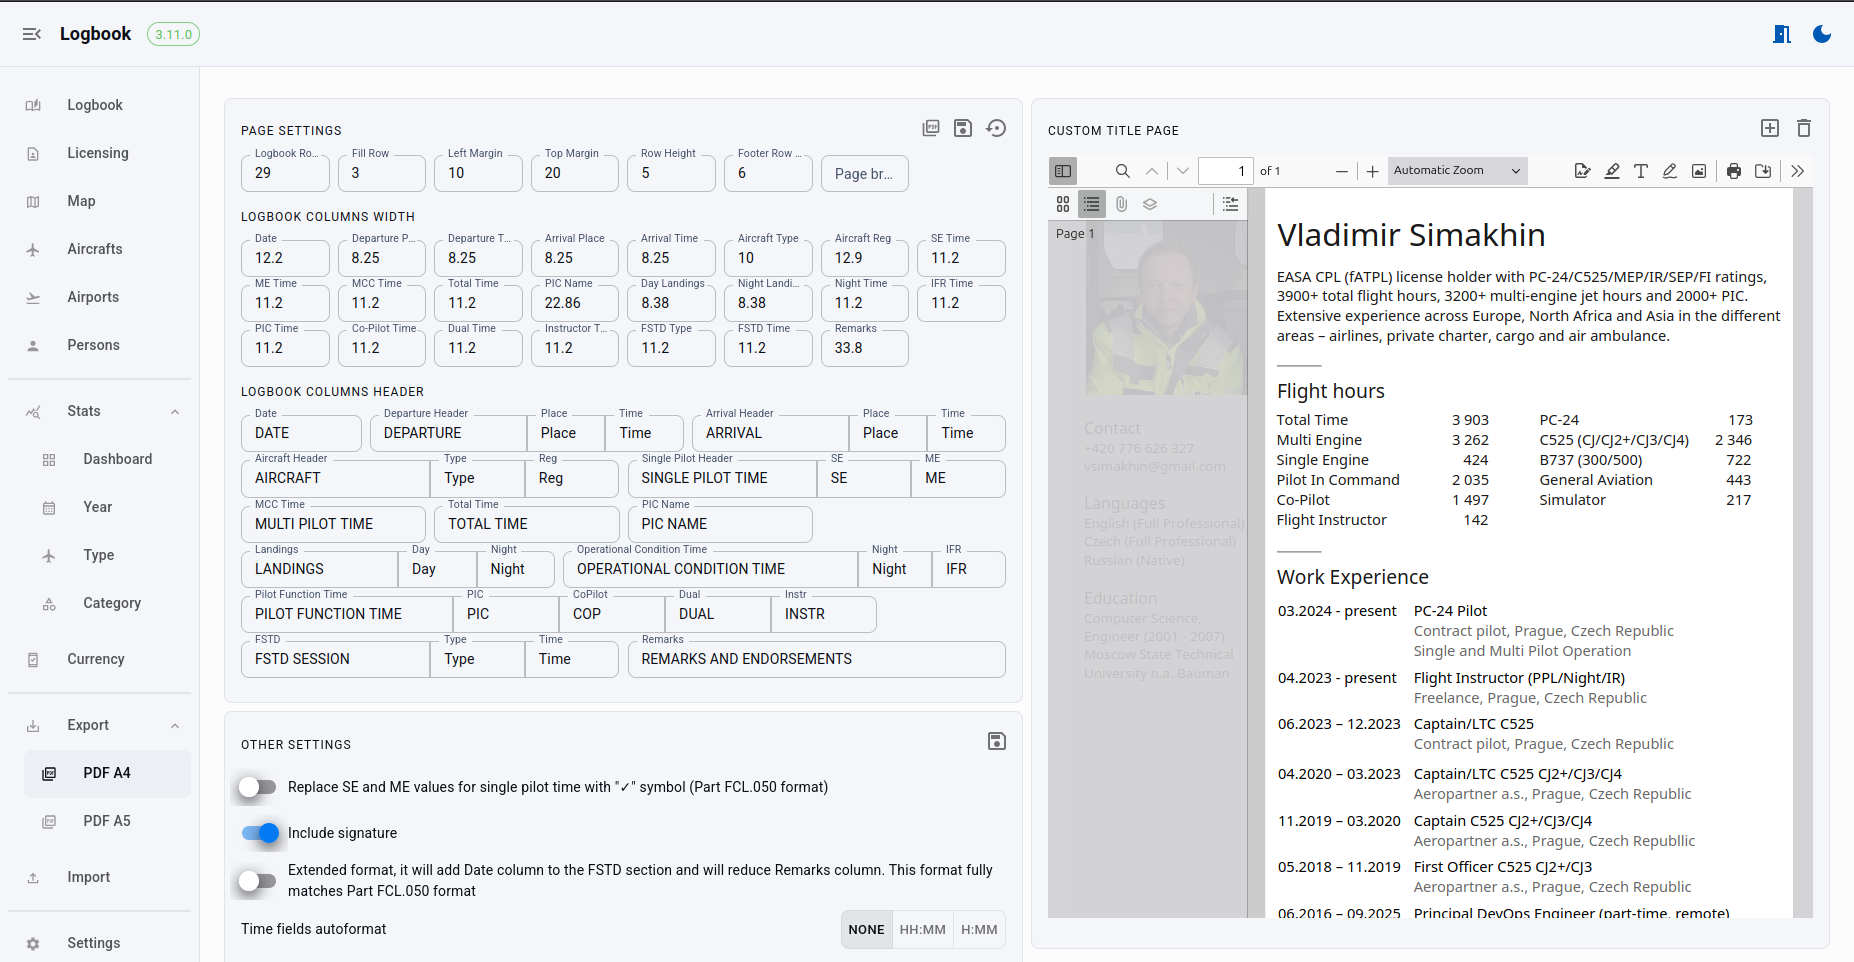 Logbook 3.11.0
Logbook
Licensing
Map
Aircrafts
Airports
Persons
Stats
Dashboard
Year
Type
Category
Currency
Export
PDF A4
PDF A5
Import
Settings
PAGE SETTINGS
Logbook Ro... Fill Row Left Margin Top Margin Row Height Footer Row ...
29 3 10 20 5 6 Page br...
LOGBOOK COLUMNS WIDTH
Date Departure P... Departure T... Arrival Place Arrival Time Aircraft Type Aircraft Reg SE Time
12.2 8.25 8.25 8.25 8.25 10 12.9 11.2
ME Time MCC Time Total Time PIC Name Day Landings Night Landi... Night Time IFR Time
11.2 11.2 11.2 22.86 8.38 8.38 11.2 11.2
PIC Time Co-Pilot Time Dual Time Instructor T... FSTD Type FSTD Time Remarks
11.2 11.2 11.2 11.2 11.2 11.2 33.8
LOGBOOK COLUMNS HEADER
Date Departure Header Place Time Arrival Header Place Time
DATE DEPARTURE Place Time ARRIVAL Place Time
Aircraft Header Type Reg Single Pilot Header SE ME
AIRCRAFT Type Reg SINGLE PILOT TIME SE ME
MCC Time Total Time PIC Name
MULTI PILOT TIME TOTAL TIME PIC NAME
Landings Day Night Operational Condition Time Night IFR
LANDINGS Day Night OPERATIONAL CONDITION TIME Night IFR
Pilot Function Time PIC CoPilot Dual Instr
PILOT FUNCTION TIME PIC COP DUAL INSTR
FSTD Type Time Remarks
FSTD SESSION Type Time REMARKS AND ENDORSEMENTS
OTHER SETTINGS
Replace SE and ME values for single pilot time with "✓" symbol (Part FCL.050 format)
Include signature
Extended format, it will add Date column to the FSTD section and will reduce Remarks column. This format fully
matches Part FCL.050 format
Time fields autoformat NONE HH:MM H:MM
CUSTOM TITLE PAGE
1 of 1 Automatic Zoom
Page 1
Contact
+420 776 626 327
vsimakhin@gmail.com
Languages
English (Full Professional)
Czech (Full Professional)
Russian (Native)
Education
Computer Science,
Engineer (2001 - 2007)
Moscow State Technical
University n.a. Bauman
Vladimir Simakhin
EASA CPL (fATPL) license holder with PC-24/C525/MEP/IR/SEP/FI ratings,
3900+ total flight hours, 3200+ multi-engine jet hours and 2000+ PIC.
Extensive experience across Europe, North Africa and Asia in the different
areas – airlines, private charter, cargo and air ambulance.
Flight hours
Total Time 3 903 PC-24 173
Multi Engine 3 262 C525 (CJ/CJ2+/CJ3/CJ4) 2 346
Single Engine 424 B737 (300/500) 722
Pilot In Command 2 035 General Aviation 443
Co-Pilot 1 497 Simulator 217
Flight Instructor 142
Work Experience
03.2024 - present PC-24 Pilot
Contract pilot, Prague, Czech Republic
Single and Multi Pilot Operation
04.2023 - present Flight Instructor (PPL/Night/IR)
Freelance, Prague, Czech Republic
06.2023 – 12.2023 Captain/LTC C525
Contract pilot, Prague, Czech Republic
04.2020 – 03.2023 Captain/LTC C525 CJ2+/CJ3/CJ4
Aeropartner a.s., Prague, Czech Republic
11.2019 – 03.2020 Captain C525 CJ2+/CJ3/CJ4
Aeropartner a.s., Prague, Czech Republlic
05.2018 – 11.2019 First Officer C525 CJ2+/CJ3
Aeropartner a.s., Prague, Czech Republic
06.2016 – 09.2025 Principal DevOps Engineer (part-time, remote)